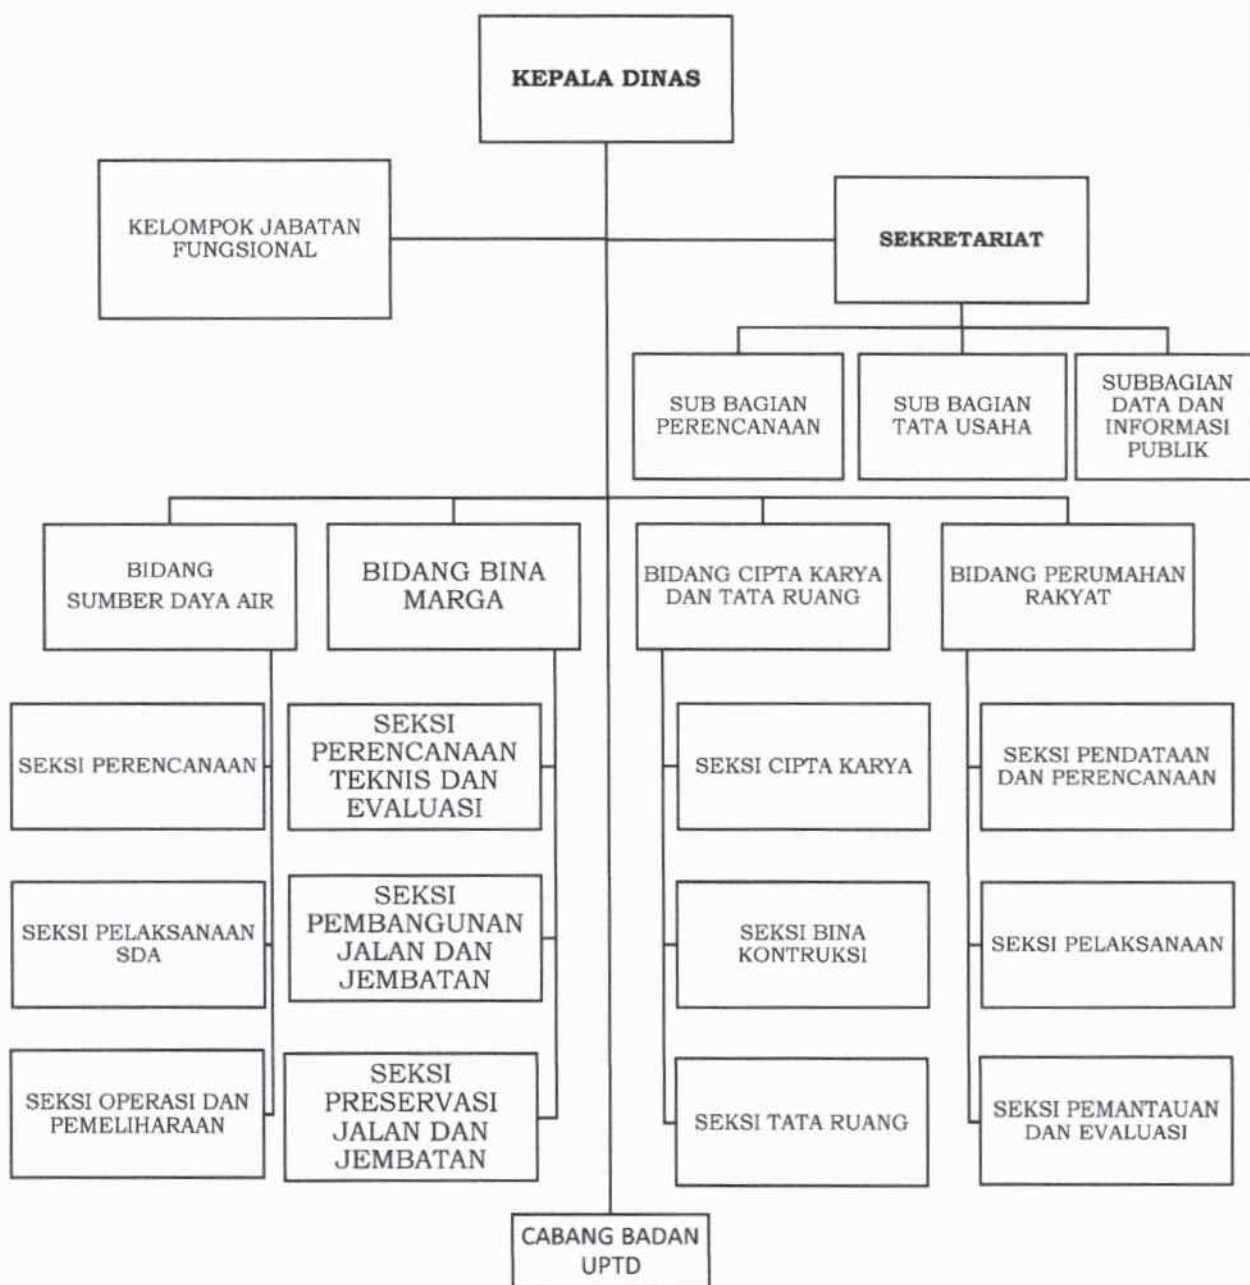 KEPALA DINAS
KELOMPOK JABATAN
FUNGSIONAL
SEKRETARIAT
SUB BAGIAN
PERENCANAAN
SUB BAGIAN
TATA USAHA
SUBBAGIAN
DATA DAN
INFORMASI
PUBLIK
BIDANG
SUMBER DAYA AIR
BIDANG BINA
MARGA
BIDANG CIPTA KARYA
DAN TATA RUANG
BIDANG PERUMAHAN
RAKYAT
SEKSI PERENCANAAN
SEKSI
PERENCANAAN
TEKNIS DAN
EVALUASI
SEKSI CIPTA KARYA
SEKSI PENDATAAN
DAN PERENCANAAN
SEKSI PELAKSANAAN
SDA
SEKSI
PEMBANGUNAN
JALAN DAN
JEMBATAN
SEKSI BINA
KONTRUKSI
SEKSI PELAKSANAAN
SEKSI OPERASI DAN
PEMELIHARAAN
SEKSI
PRESERVASI
JALAN DAN
JEMBATAN
SEKSI TATA RUANG
SEKSI PEMANTAUAN
DAN EVALUASI
CABANG BADAN
UPTD